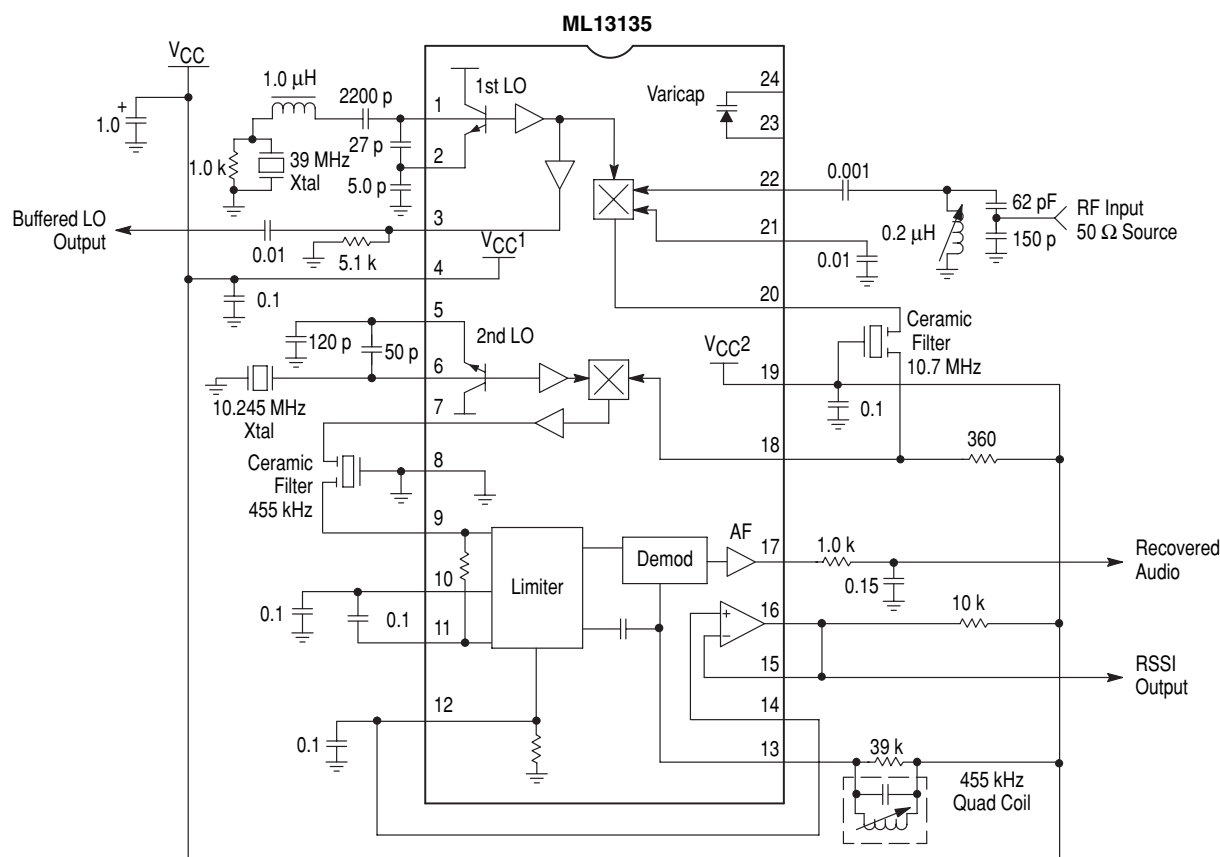 ML13135
VCC
+
1.0
1.0 µH
2200 p
1.0 k
39 MHz
Xtal
27 p
5.0 p
1
2
1st LO
Varicap
24
23
Buffered LO
Output
0.01
5.1 k
3
VCC1
4
0.1
22
0.001
21
0.01
0.2 µH
62 pF
150 p
RF Input
50 Ω Source
20
Ceramic
Filter
10.7 MHz
5
120 p
50 p
6
2nd LO
10.245 MHz
Xtal
7
VCC2
19
0.1
18
360
Ceramic
Filter
455 kHz
8
9
10
0.1
0.1
11
Limiter
Demod
AF
17
1.0 k
0.15
Recovered
Audio
+
–
16
10 k
15
RSSI
Output
14
12
0.1
13
39 k
455 kHz
Quad Coil